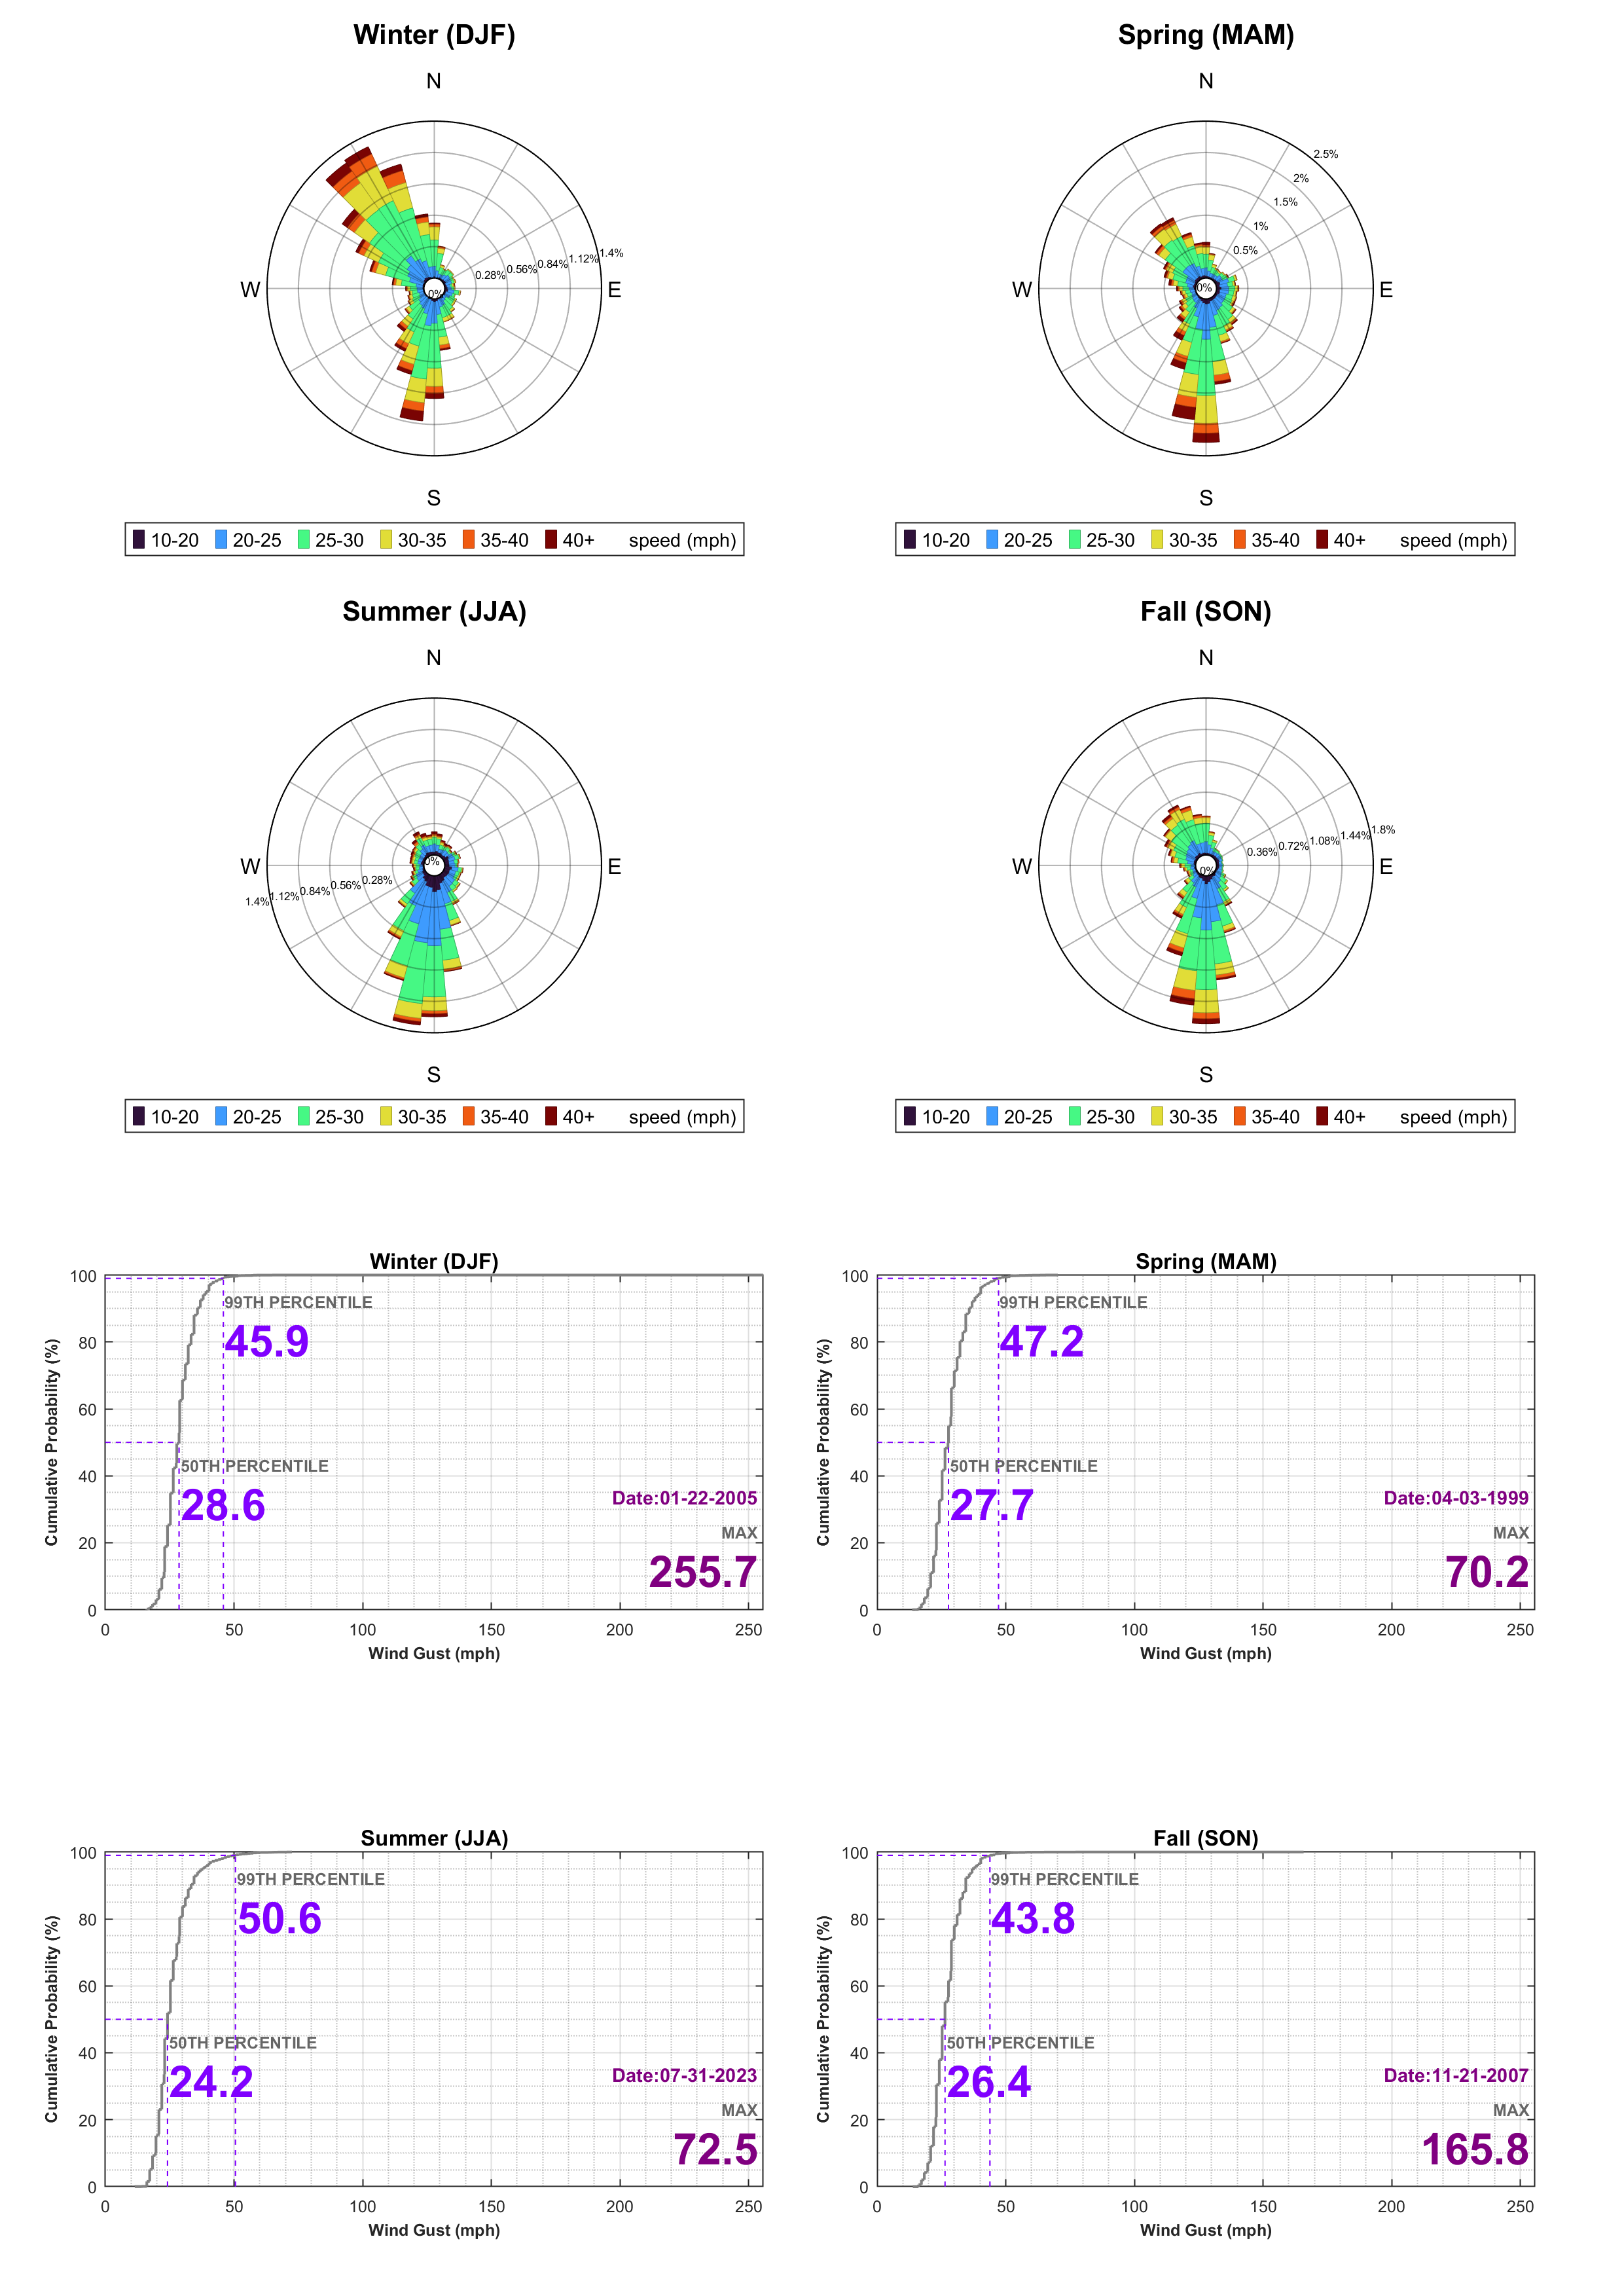 Winter (DJF)
N
W
E
S
0%
0.28%
0.56%
0.84%
1.12%
1.4%
10-20 20-25 25-30 30-35 35-40 40+ speed (mph)
Spring (MAM)
N
W
E
S
0%
0.5%
1%
1.5%
2%
2.5%
10-20 20-25 25-30 30-35 35-40 40+ speed (mph)
Summer (JJA)
N
W
E
S
0%
0.28%
0.56%
0.84%
1.12%
1.4%
10-20 20-25 25-30 30-35 35-40 40+ speed (mph)
Fall (SON)
N
W
E
S
0%
0.36%
0.72%
1.08%
1.44%
1.8%
10-20 20-25 25-30 30-35 35-40 40+ speed (mph)
Winter (DJF)
Cumulative Probability (%)
100
80
60
40
20
0
99TH PERCENTILE
45.9
50TH PERCENTILE
28.6
Date:01-22-2005
MAX
255.7
0 50 100 150 200 250
Wind Gust (mph)
Spring (MAM)
Cumulative Probability (%)
100
80
60
40
20
0
99TH PERCENTILE
47.2
50TH PERCENTILE
27.7
Date:04-03-1999
MAX
70.2
0 50 100 150 200 250
Wind Gust (mph)
Summer (JJA)
Cumulative Probability (%)
100
80
60
40
20
0
99TH PERCENTILE
50.6
50TH PERCENTILE
24.2
Date:07-31-2023
MAX
72.5
0 50 100 150 200 250
Wind Gust (mph)
Fall (SON)
Cumulative Probability (%)
100
80
60
40
20
0
99TH PERCENTILE
43.8
50TH PERCENTILE
26.4
Date:11-21-2007
MAX
165.8
0 50 100 150 200 250
Wind Gust (mph)